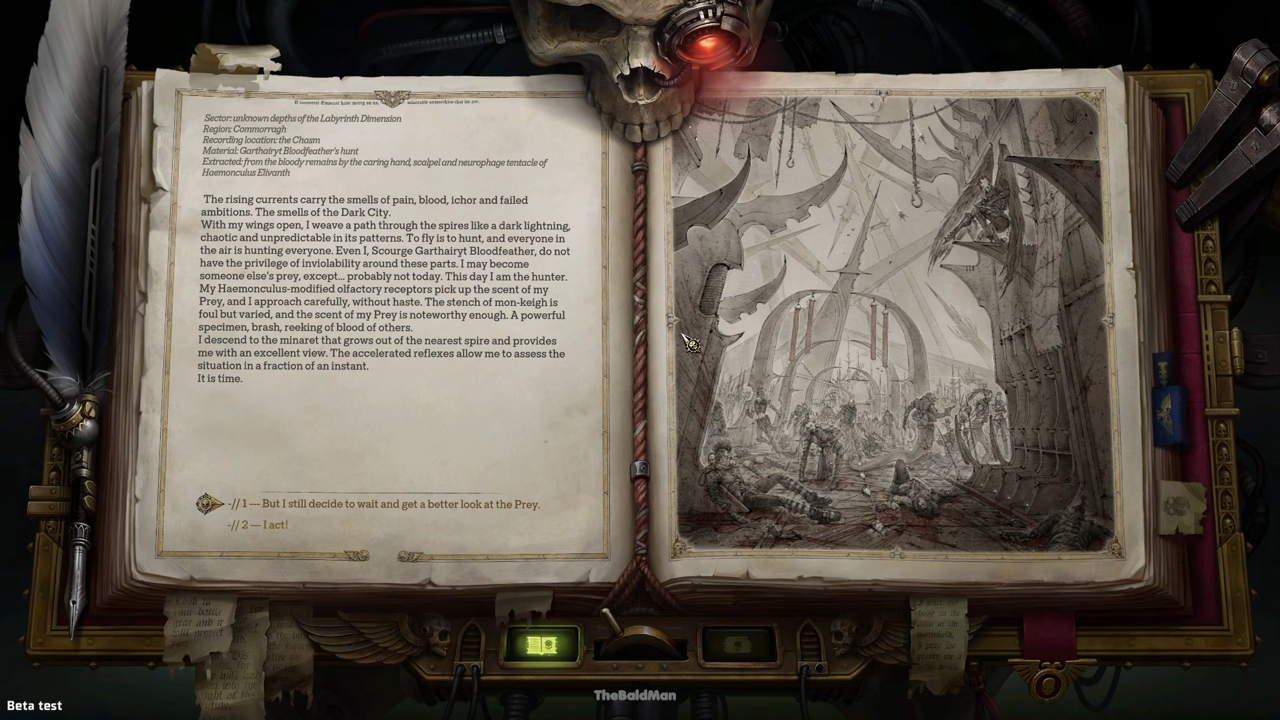 Sector: unknown depths of the Labyrinth Dimension
Region: Commorragh
Recording location: the Chasm
Material: Garthairyt Bloodfeather's hunt
Extracted: from the bloody remains by the caring hand, scalpel and neurophage tentacle of
Haemonculus Elivanth
The rising currents carry the smells of pain, blood, ichor and failed
ambitions. The smells of the Dark City.
With my wings open, I weave a path through the spires like a dark lightning,
chaotic and unpredictable in its patterns. To fly is to hunt, and everyone in
the air is hunting everyone. Even I, Scourge Garthairyt Bloodfeather, do not
have the privilege of inviolability around these parts. I may become
someone else's prey, except... probably not today. This day I am the hunter.
My Haemonculus-modified olfactory receptors pick up the scent of my
Prey, and I approach carefully, without haste. The stench of mon-keigh is
foul but varied, and the scent of my Prey is noteworthy enough. A powerful
specimen, brash, reeking of blood of others.
I descend to the minaret that grows out of the nearest spire and provides
me with an excellent view. The accelerated reflexes allow me to assess the
situation in a fraction of an instant.
It is time.
-// 1 — But I still decide to wait and get a better look at the Prey.
-// 2 — I act!
TheBaldMan
Beta test